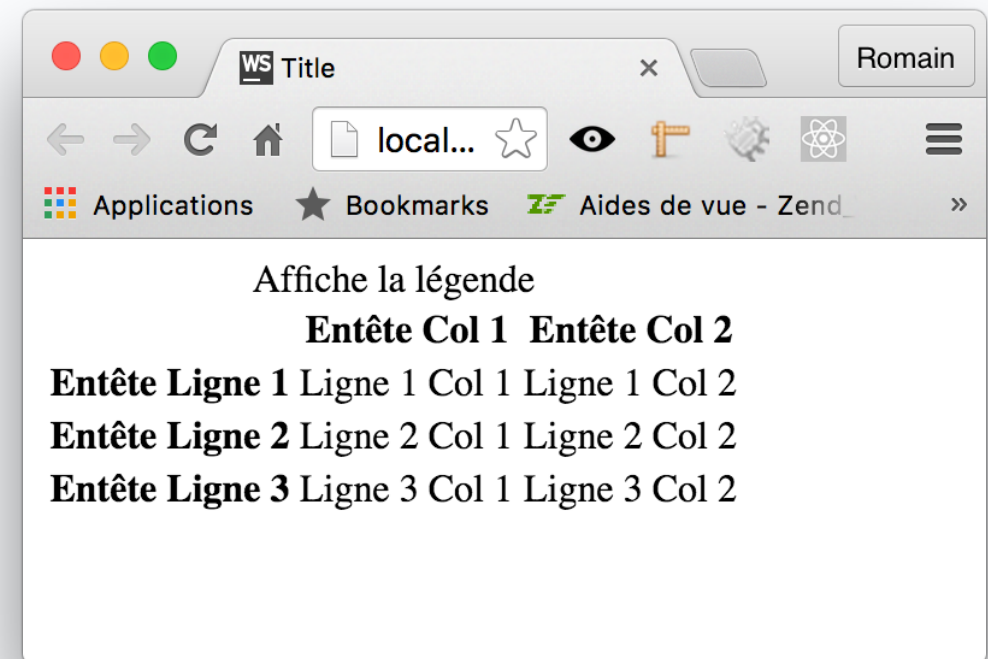 WS Title
Romain
local...
Applications Bookmarks ZF Aides de vue - Zend_
Affiche la légende
Entête Col 1 Entête Col 2
Entête Ligne 1 Ligne 1 Col 1 Ligne 1 Col 2
Entête Ligne 2 Ligne 2 Col 1 Ligne 2 Col 2
Entête Ligne 3 Ligne 3 Col 1 Ligne 3 Col 2